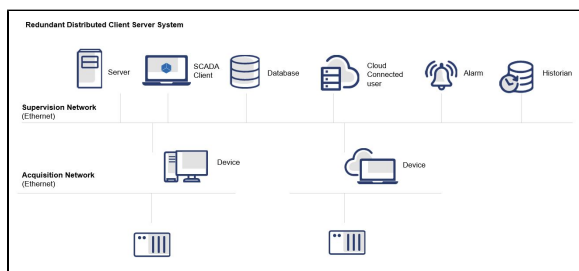 Redundant Distributed Client Server System
Server
SCADA
Client
Database
Cloud
Connected
user
Alarm
Historian
Supervision Network
(Ethernet)
Device
Device
Acquisition Network
(Ethernet)